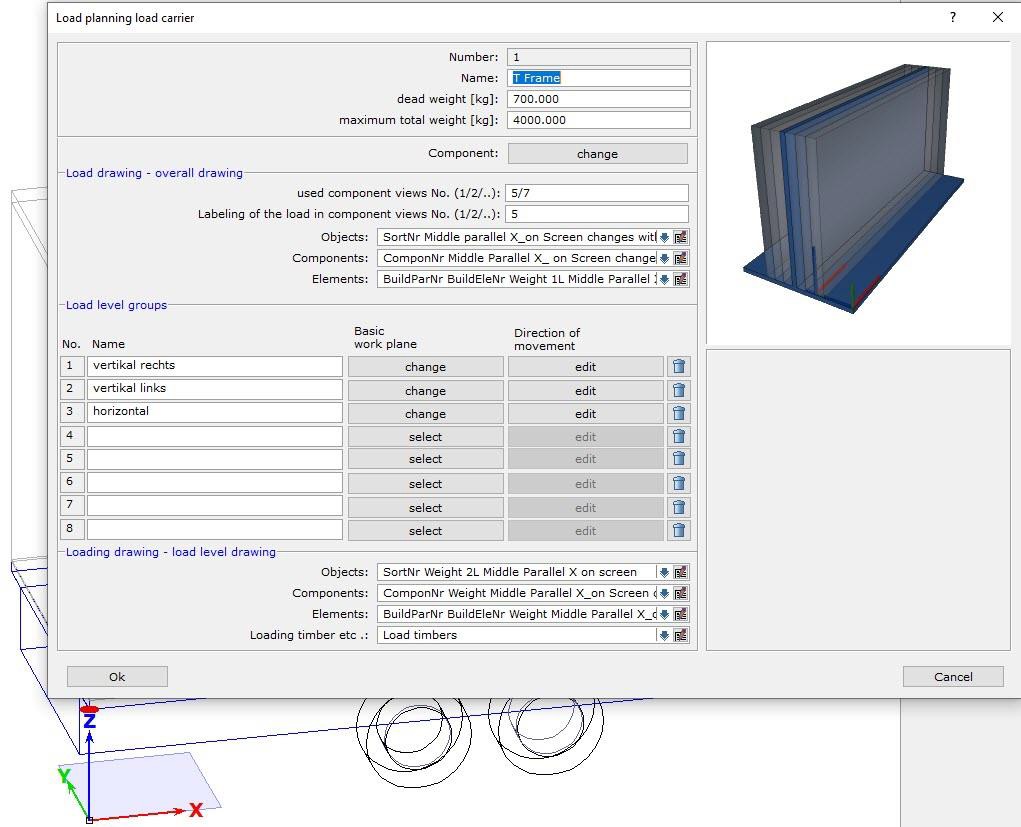 Load planning load carrier ?
Number: 1
Name: T Frame
dead weight [kg]: 700.000
maximum total weight [kg]: 4000.000
Component: change
Load drawing - overall drawing
used component views No. (1/2/..): 5/7
Labeling of the load in component views No. (1/2/..): 5
Objects: SortNr Middle parallel X_on Screen changes wit
Components: ComponNr Middle Parallel X_ on Screen change
Elements: BuildParNr BuildEleNr Weight 1L Middle Parallel
Load level groups
No. Name Basic work plane Direction of movement
1 vertikal rechts change edit
2 vertikal links change edit
3 horizontal change edit
4 select edit
5 select edit
6 select edit
7 select edit
8 select edit
Loading drawing - load level drawing
Objects: SortNr Weight 2L Middle Parallel X on screen
Components: ComponNr Weight Middle Parallel X_on Screen
Elements: BuildParNr BuildEleNr Weight Middle Parallel X_
Loading timber etc .: Load timbers
Ok Cancel
Z
Y
X